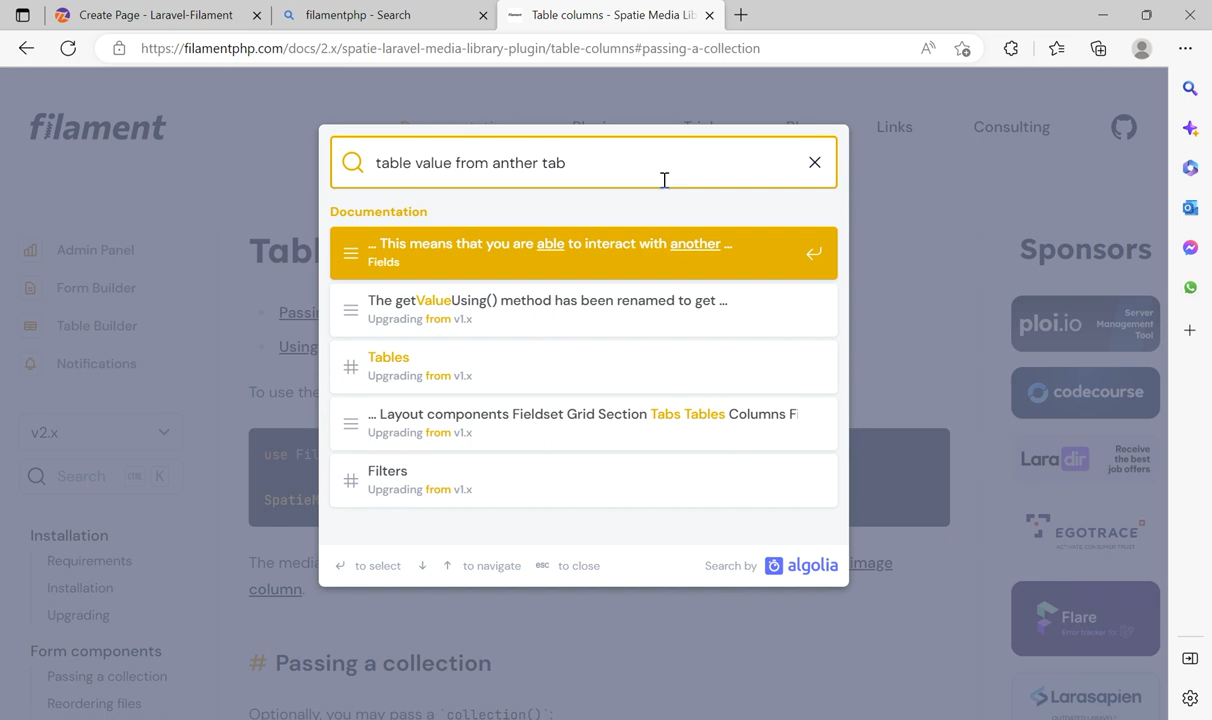 Create Page - Laravel-Filament
filamentphp - Search
Table columns - Spatie Media Lib
https://filamentphp.com/docs/2.x/spatie-laravel-media-library-plugin/table-columns#passing-a-collection
filament
Links
Consulting
table value from anther tab
Documentation
... This means that you are able to interact with another ...
Fields
The getValueUsing() method has been renamed to get ...
Upgrading from v1.x
Tables
Upgrading from v1.x
... Layout components Fieldset Grid Section Tabs Tables Columns Fi
Upgrading from v1.x
Filters
Upgrading from v1.x
to select
to navigate
esc to close
Search by algolia
Admin Panel
Form Builder
Table Builder
Notifications
v2.x
Search CTRL K
Installation
Requirements
Installation
Upgrading
Form components
Passing a collection
Reordering files
Tabl
Passi
Using
To use the
use Fil
SpatieM
The media
image
column.
# Passing a collection
Optionally, you may pass a `collection()`:
Sponsors
ploi.io Server
Management
Tool
codecourse
Laradir Receive
the best
job offers
EGOTRACE
Flare
Error tracker for
Larasapien